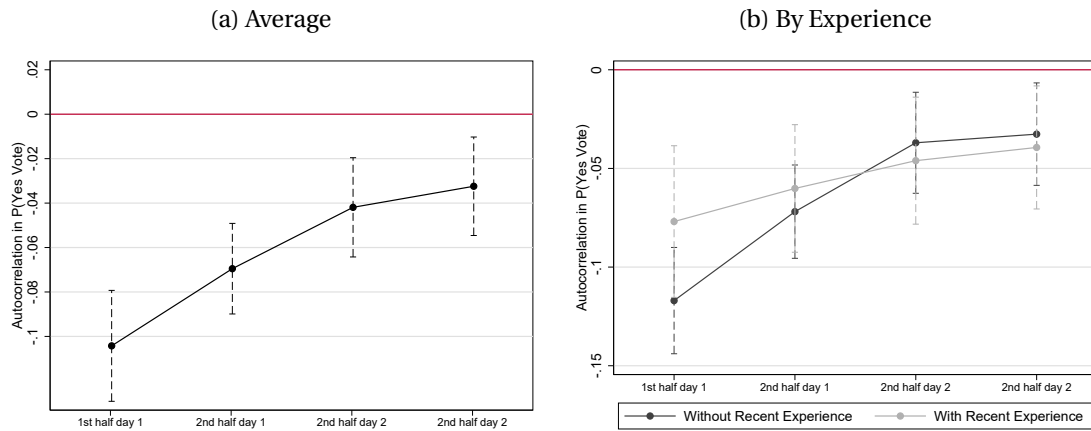 (a) Average
.02
0
-.02
-.04
-.06
-.08
-.1
Autocorrelation in P(Yes Vote)
1st half day 1
2nd half day 1
2nd half day 2
2nd half day 2
(b) By Experience
0
-.05
-.1
-.15
Autocorrelation in P(Yes Vote)
1st half day 1
2nd half day 1
2nd half day 2
2nd half day 2
Without Recent Experience
With Recent Experience